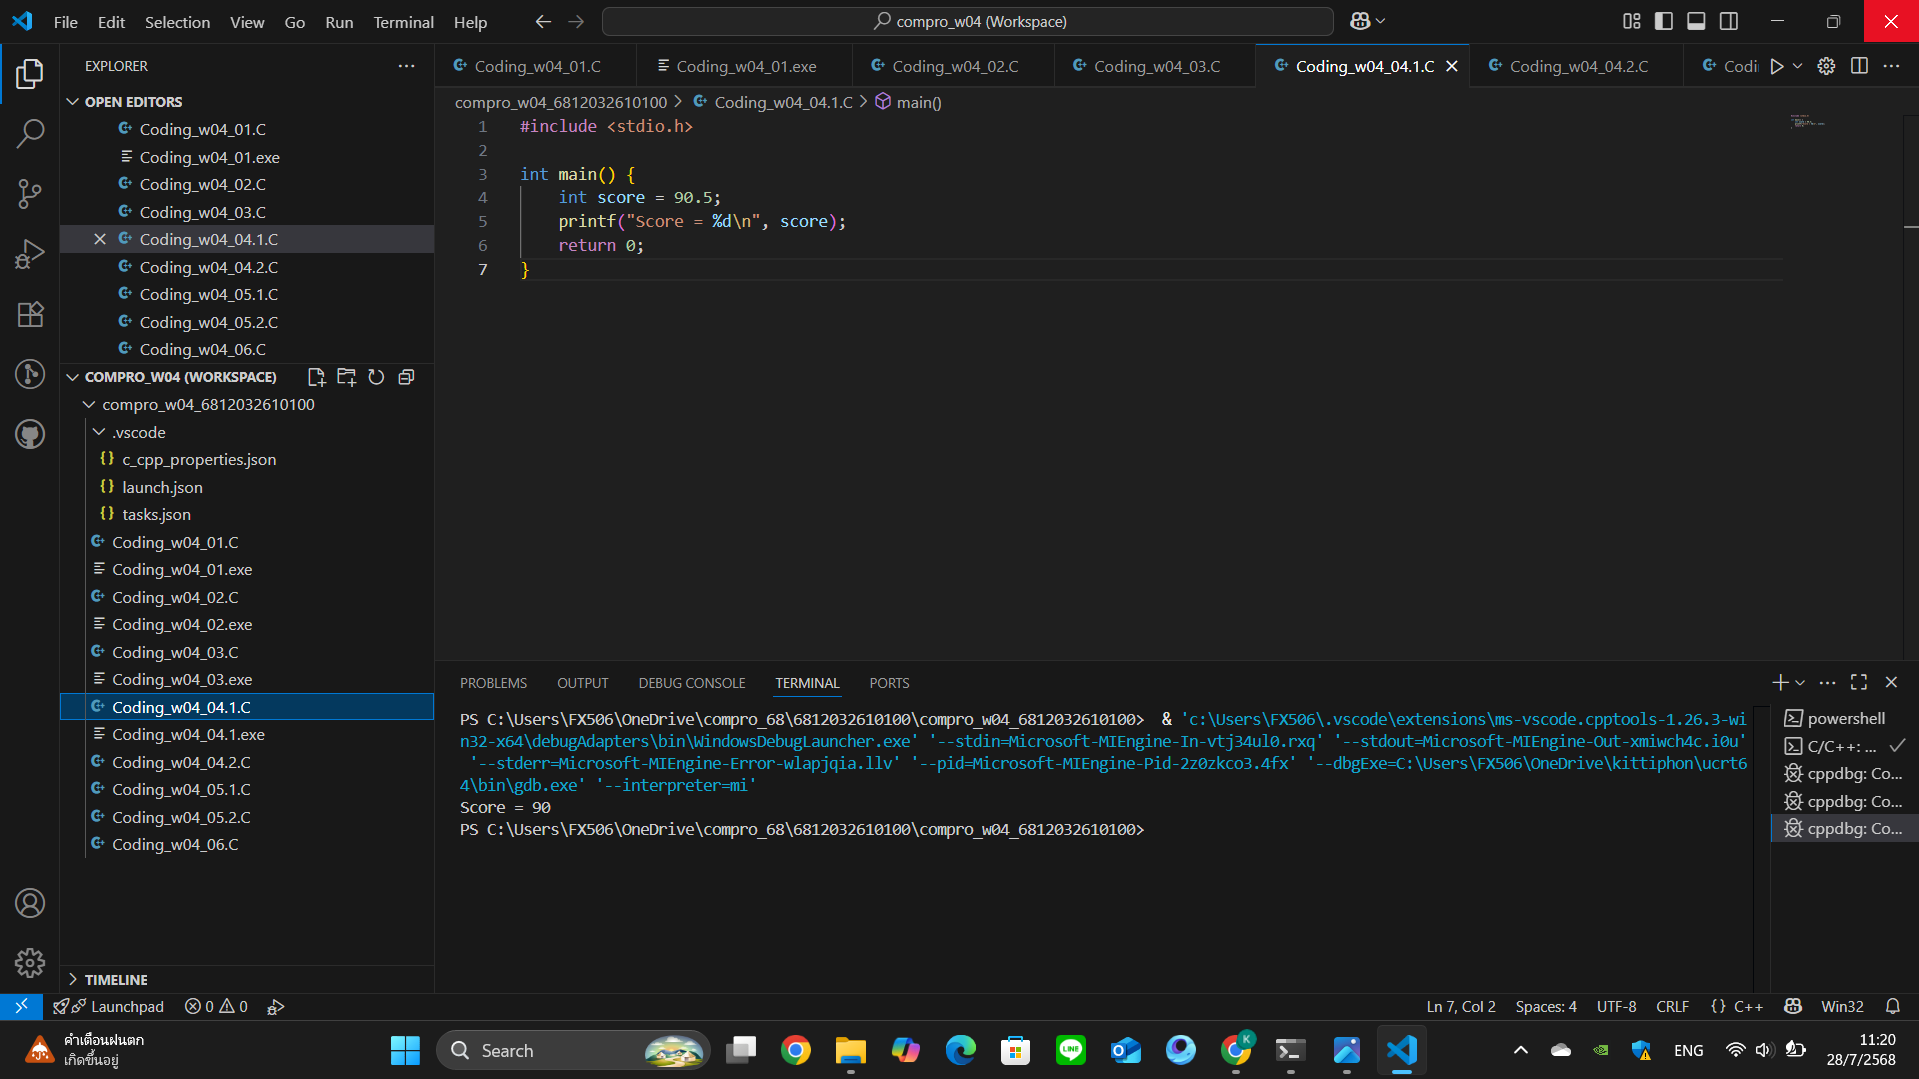 File Edit Selection View Go Run Terminal Help
compro_w04 (Workspace)
EXPLORER
OPEN EDITORS
Coding_w04_01.C
Coding_w04_01.exe
Coding_w04_02.C
Coding_w04_03.C
Coding_w04_04.1.C
Coding_w04_04.2.C
Coding_w04_05.1.C
Coding_w04_05.2.C
Coding_w04_06.C
COMPRO_W04 (WORKSPACE)
compro_w04_6812032610100
.vscode
c_cpp_properties.json
launch.json
tasks.json
Coding_w04_01.C
Coding_w04_01.exe
Coding_w04_02.C
Coding_w04_02.exe
Coding_w04_03.C
Coding_w04_03.exe
Coding_w04_04.1.C
Coding_w04_04.1.exe
Coding_w04_04.2.C
Coding_w04_05.1.C
Coding_w04_05.2.C
Coding_w04_06.C
TIMELINE
Coding_w04_01.C Coding_w04_01.exe Coding_w04_02.C Coding_w04_03.C Coding_w04_04.1.C Coding_w04_04.2.C Codi
compro_w04_6812032610100 > Coding_w04_04.1.C > main()
1 #include <stdio.h>
2
3 int main() {
4 int score = 90.5;
5 printf("Score = %d\n", score);
6 return 0;
7 }
PROBLEMS OUTPUT DEBUG CONSOLE TERMINAL PORTS
PS C:\Users\FX506\OneDrive\compro_68\6812032610100\compro_w04_6812032610100> & 'c:\Users\FX506\.vscode\extensions\ms-vscode.cpptools-1.26.3-wi
n32-x64\debugAdapters\bin\WindowsDebugLauncher.exe' '--stdin=Microsoft-MIEngine-In-vtj34ul0.rxq' '--stdout=Microsoft-MIEngine-Out-xmiwch4c.i0u'
'--stderr=Microsoft-MIEngine-Error-wlapjqia.llv' '--pid=Microsoft-MIEngine-Pid-2z0zkco3.4fx' '--dbgExe=C:\Users\FX506\OneDrive\kittiphon\ucrt6
4\bin\gdb.exe' '--interpreter=mi'
Score = 90
PS C:\Users\FX506\OneDrive\compro_68\6812032610100\compro_w04_6812032610100>
powershell
C/C++: ...
cppdbg: Co...
cppdbg: Co...
cppdbg: Co...
Launchpad 0 0
Ln 7, Col 2 Spaces: 4 UTF-8 CRLF {} C++ Win32
คำเตือนฝนตก
เกิดขึ้นอยู่
Search
LINE
K
ENG
11:20
28/7/2568